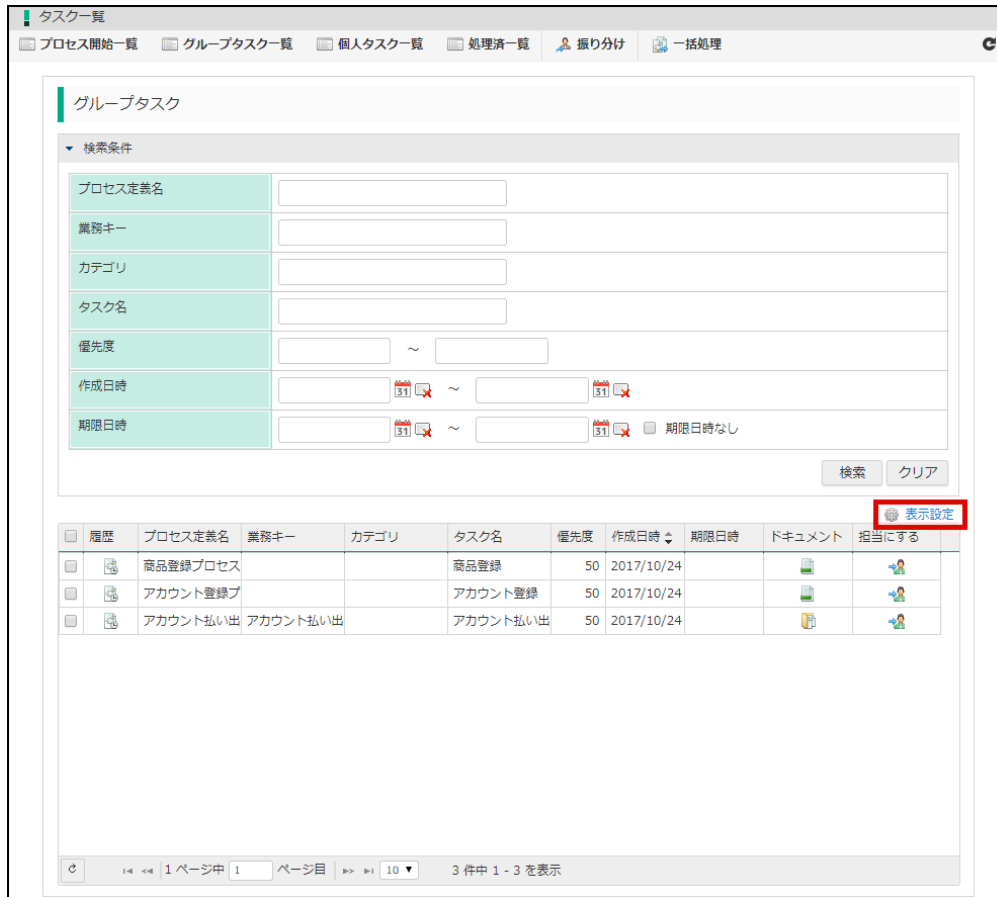 タスク一覧
プロセス開始一覧 グループタスク一覧 個人タスク一覧 処理済一覧 振り分け 一括処理
グループタスク
検索条件
プロセス定義名
業務キー
カテゴリ
タスク名
優先度 ～
作成日時 31 ～ 31
期限日時 31 ～ 31 期限日時なし
検索 クリア
表示設定
履歴 プロセス定義名 業務キー カテゴリ タスク名 優先度 作成日時 期限日時 ドキュメント 担当にする
商品登録プロセス 商品登録 50 2017/10/24
アカウント登録プ アカウント登録 50 2017/10/24
アカウント払い出 アカウント払い出 アカウント払い出 50 2017/10/24
1 ページ中 1 ページ目 10 3 件中 1 - 3 を表示